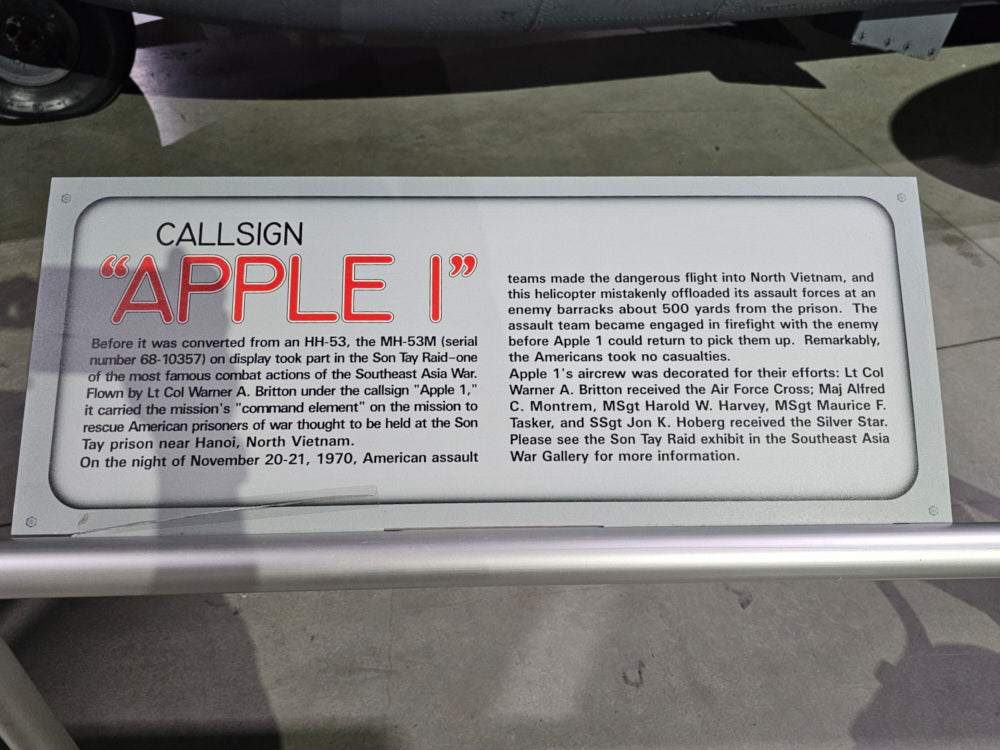 CALLSIGN
“APPLE 1”
Before it was converted from an HH-53, the MH-53M (serial
number 68-10357) on display took part in the Son Tay Raid–one
of the most famous combat actions of the Southeast Asia War.
Flown by Lt Col Warner A. Britton under the callsign "Apple 1,"
it carried the mission's "command element" on the mission to
rescue American prisoners of war thought to be held at the Son
Tay prison near Hanoi, North Vietnam.
On the night of November 20-21, 1970, American assault
teams made the dangerous flight into North Vietnam, and
this helicopter mistakenly offloaded its assault forces at an
enemy barracks about 500 yards from the prison. The
assault team became engaged in firefight with the enemy
before Apple 1 could return to pick them up. Remarkably,
the Americans took no casualties.
Apple 1's aircrew was decorated for their efforts: Lt Col
Warner A. Britton received the Air Force Cross; Maj Alfred
C. Montrem, MSgt Harold W. Harvey, MSgt Maurice F.
Tasker, and SSgt Jon K. Hoberg received the Silver Star.
Please see the Son Tay Raid exhibit in the Southeast Asia
War Gallery for more information.